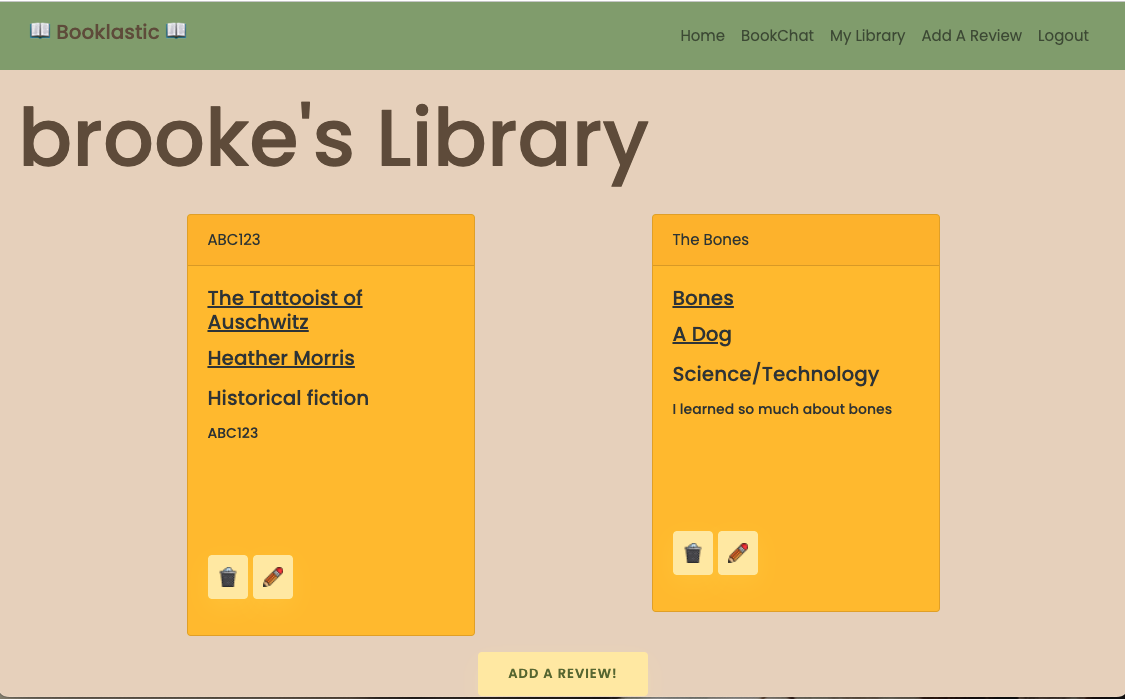 📖 Booklastic 📖
Home BookChat My Library Add A Review Logout
brooke's Library
ABC123
The Tattooist of
Auschwitz
Heather Morris
Historical fiction
ABC123
The Bones
Bones
A Dog
Science/Technology
I learned so much about bones
ADD A REVIEW!